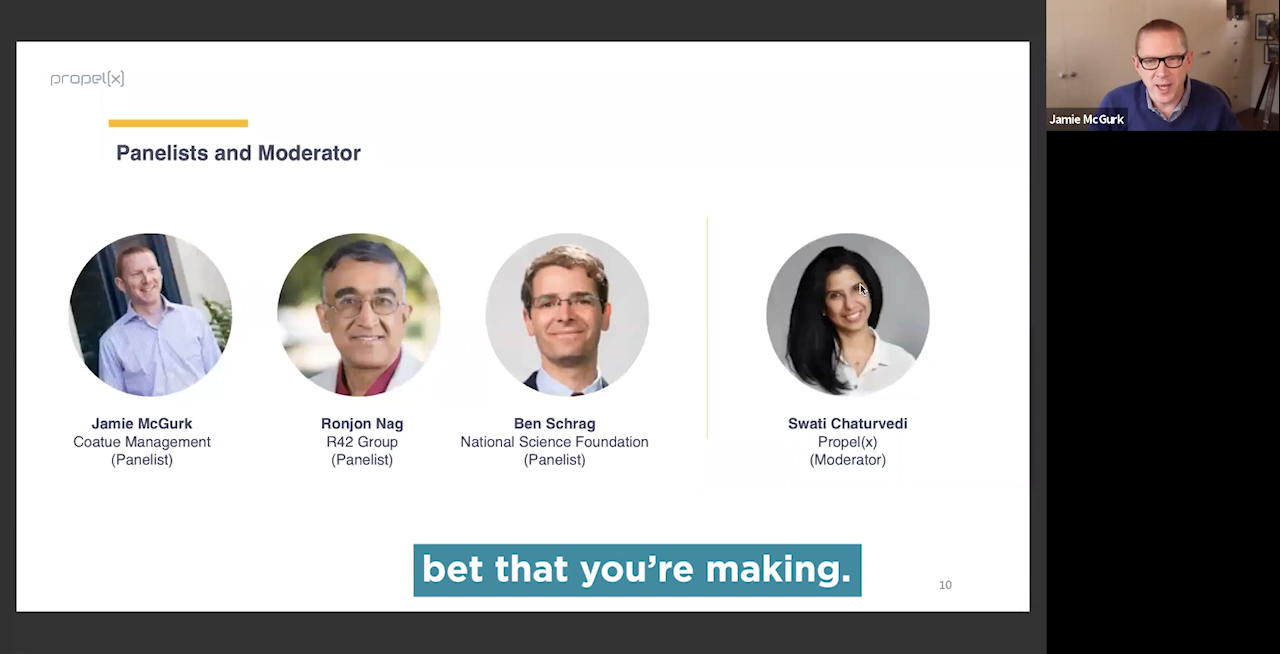 propel(x)
Jamie McGurk
Panelists and Moderator
Jamie McGurk
Coatue Management
(Panelist)
Ronjon Nag
R42 Group
(Panelist)
Ben Schrag
National Science Foundation
(Panelist)
Swati Chaturvedi
Propel(x)
(Moderator)
bet that you're making.
10